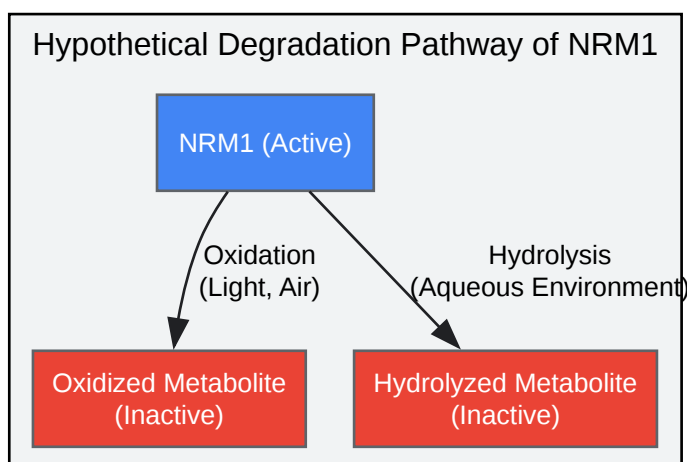 Hypothetical Degradation Pathway of NRM1
NRM1 (Active)
Oxidation
(Light, Air)
Hydrolysis
(Aqueous Environment)
Oxidized Metabolite
(Inactive)
Hydrolyzed Metabolite
(Inactive)